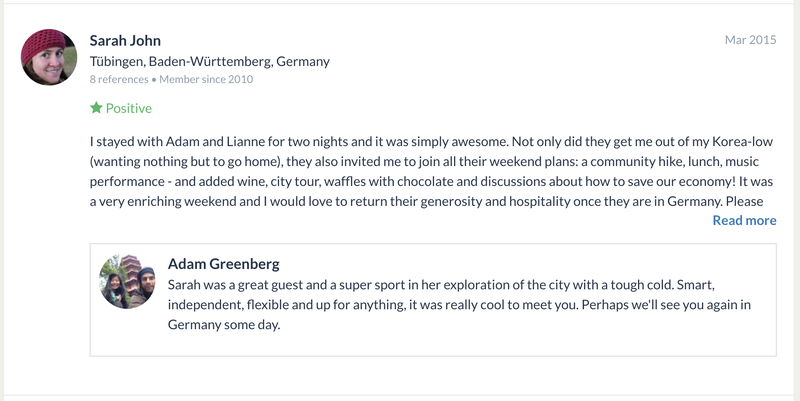 Sarah John
Mar 2015
Tübingen, Baden-Württemberg, Germany
8 references • Member since 2010
Positive
I stayed with Adam and Lianne for two nights and it was simply awesome. Not only did they get me out of my Korea-low
(wanting nothing but to go home), they also invited me to join all their weekend plans: a community hike, lunch, music
performance - and added wine, city tour, waffles with chocolate and discussions about how to save our economy! It was
a very enriching weekend and I would love to return their generosity and hospitality once they are in Germany. Please
Read more
Adam Greenberg
Sarah was a great guest and a super sport in her exploration of the city with a tough cold. Smart,
independent, flexible and up for anything, it was really cool to meet you. Perhaps we'll see you again in
Germany some day.